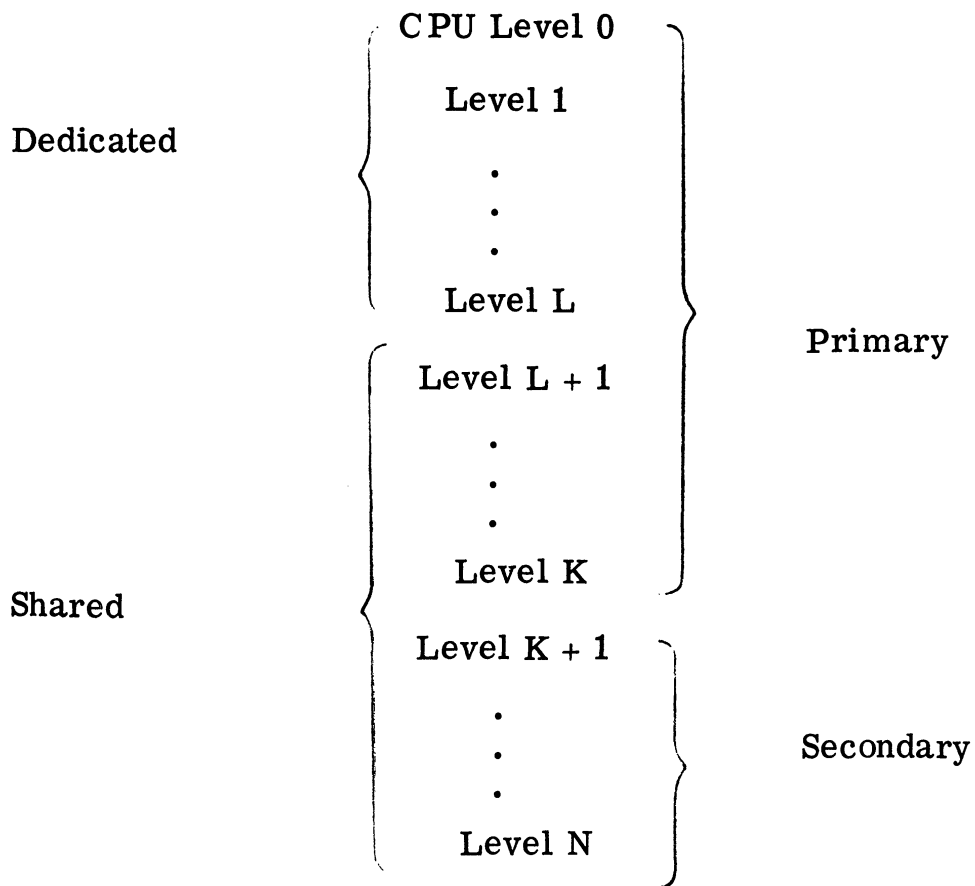 CPU Level 0
Level 1
Dedicated
.
.
.
Level L
Primary
Level L + 1
.
.
.
Level K
Shared
Level K + 1
.
.
.
Secondary
Level N